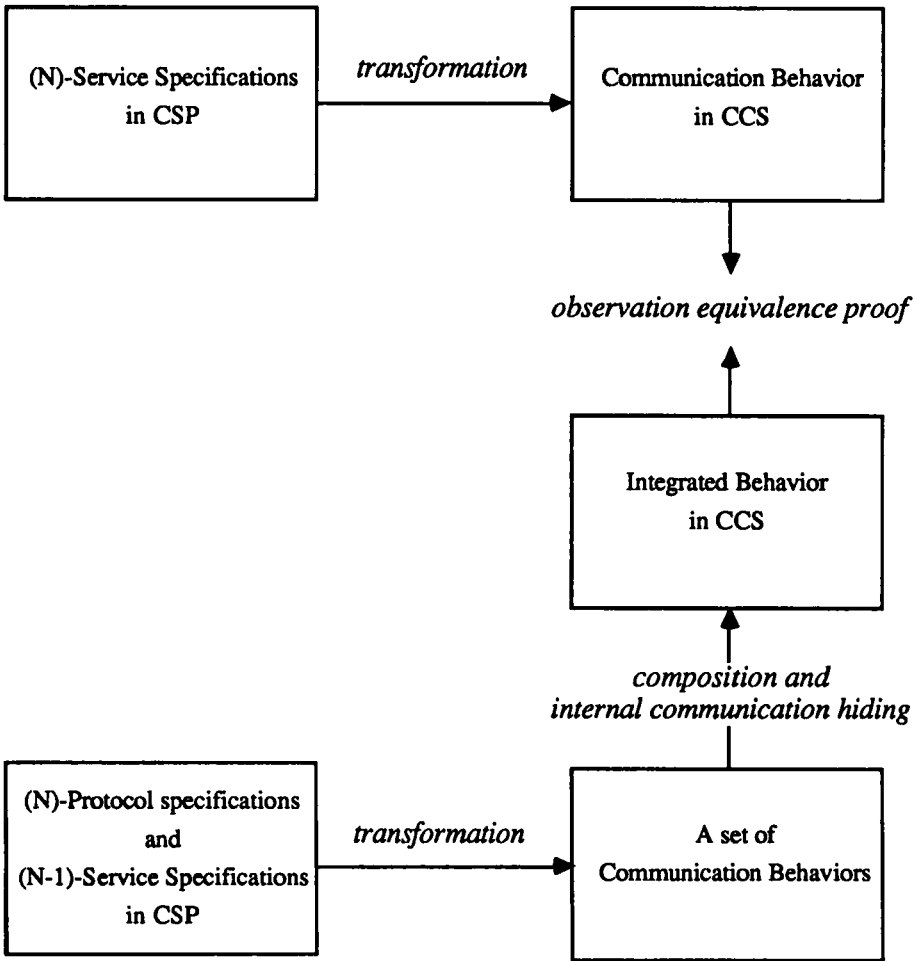 (N)-Service Specifications
in CSP
transformation
Communication Behavior
in CCS
observation equivalence proof
Integrated Behavior
in CCS
composition and
internal communication hiding
(N)-Protocol specifications
and
(N-1)-Service Specifications
in CSP
transformation
A set of
Communication Behaviors